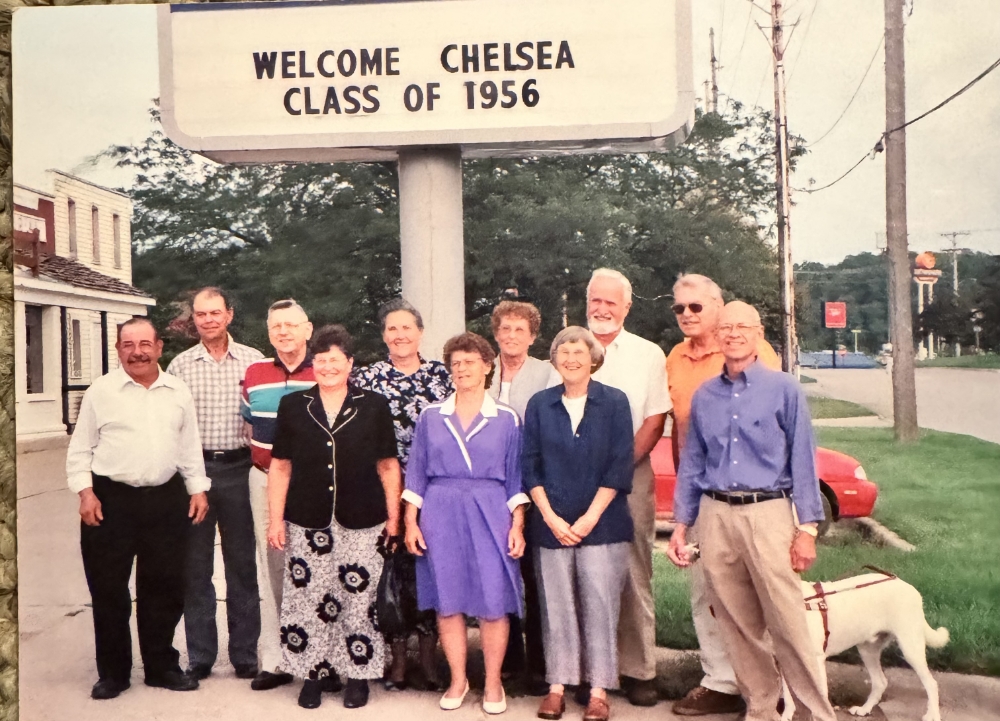 WELCOME CHELSEA
CLASS OF 1956